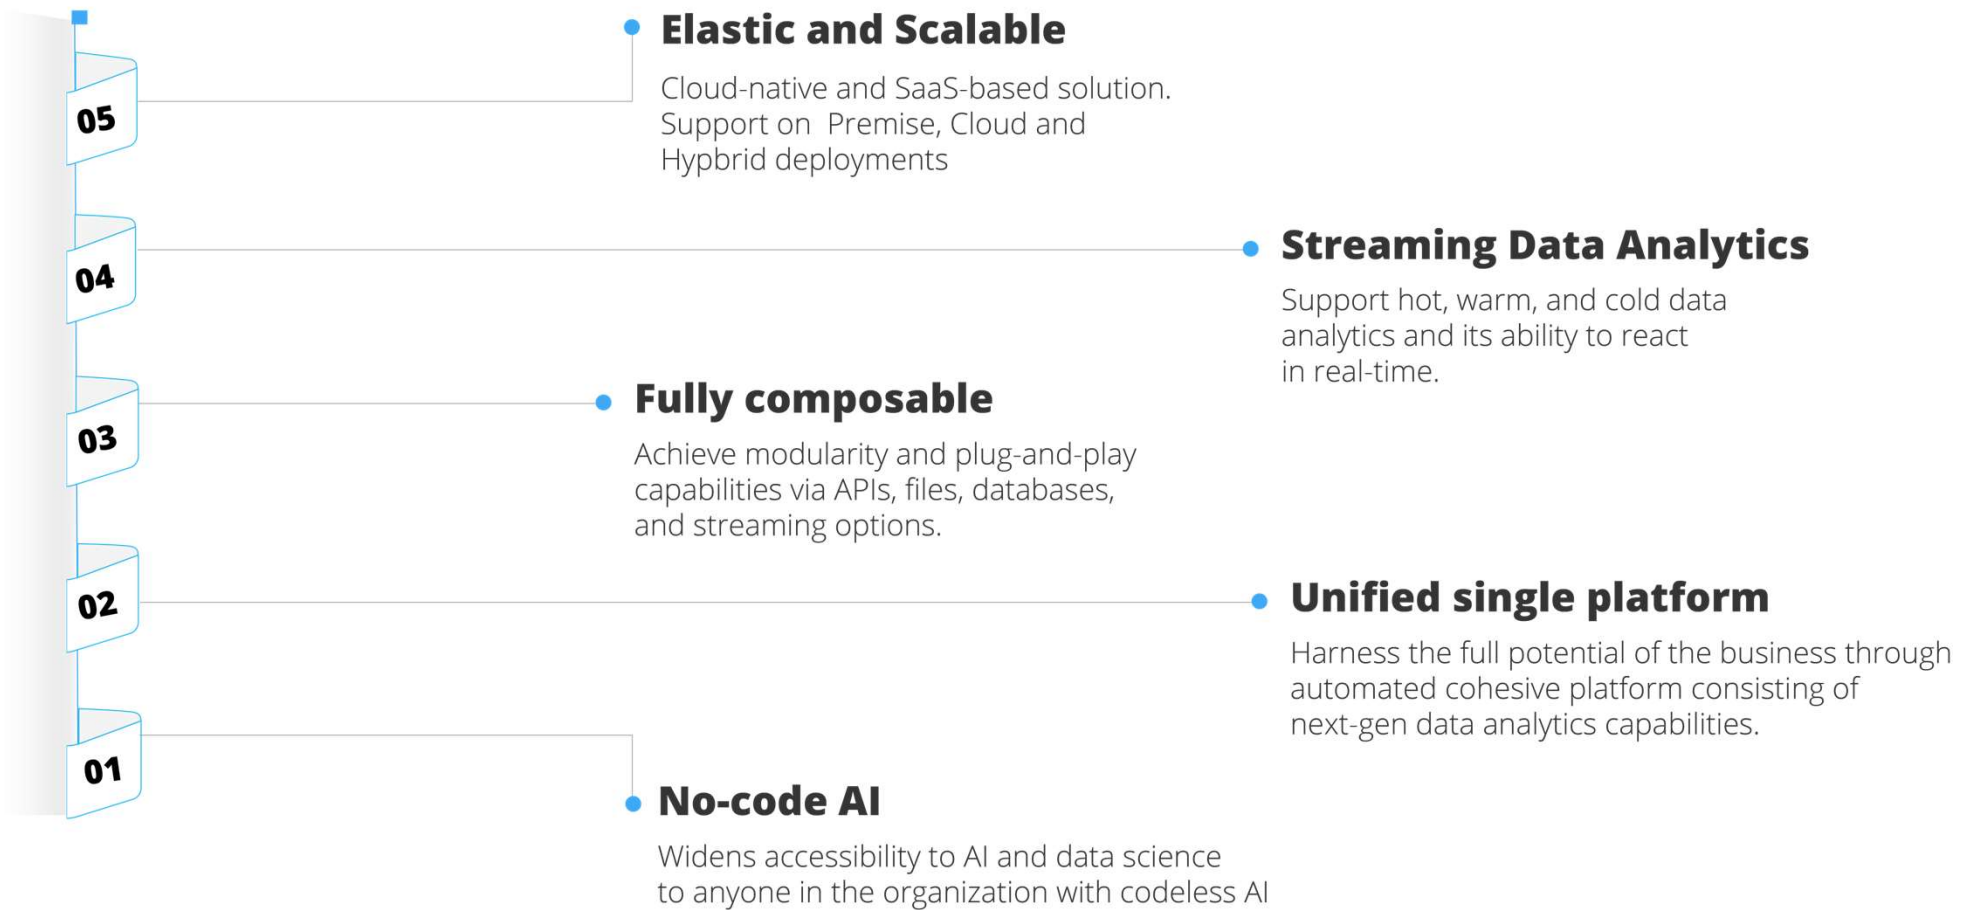 05
Elastic and Scalable
Cloud-native and SaaS-based solution.
Support on  Premise, Cloud and
Hypbrid deployments
04
Streaming Data Analytics
Support hot, warm, and cold data
analytics and its ability to react
in real-time.
03
Fully composable
Achieve modularity and plug-and-play
capabilities via APIs, files, databases,
and streaming options.
02
Unified single platform
Harness the full potential of the business through
automated cohesive platform consisting of
next-gen data analytics capabilities.
01
No-code AI
Widens accessibility to AI and data science
to anyone in the organization with codeless AI